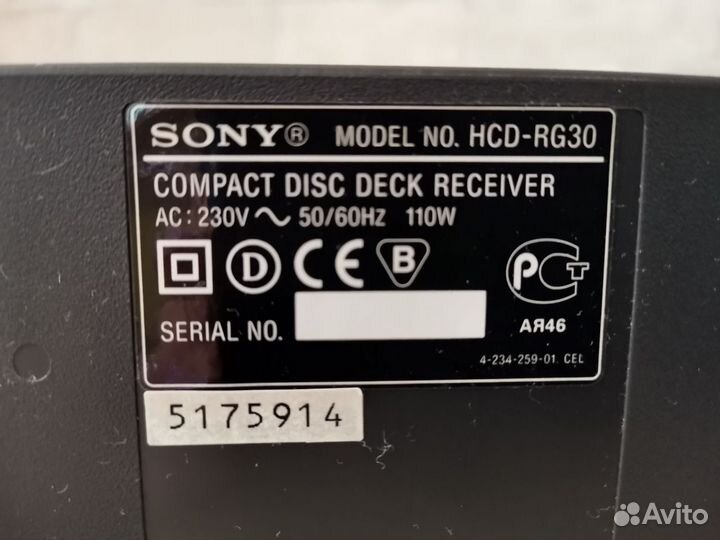 SONY® MODEL NO. HCD-RG30
COMPACT DISC DECK RECEIVER
AC: 230V ~ 50/60Hz 110W
D CE B PCT
SERIAL NO. АЯ46
4-234-259-01 CEL
5175914
Avito